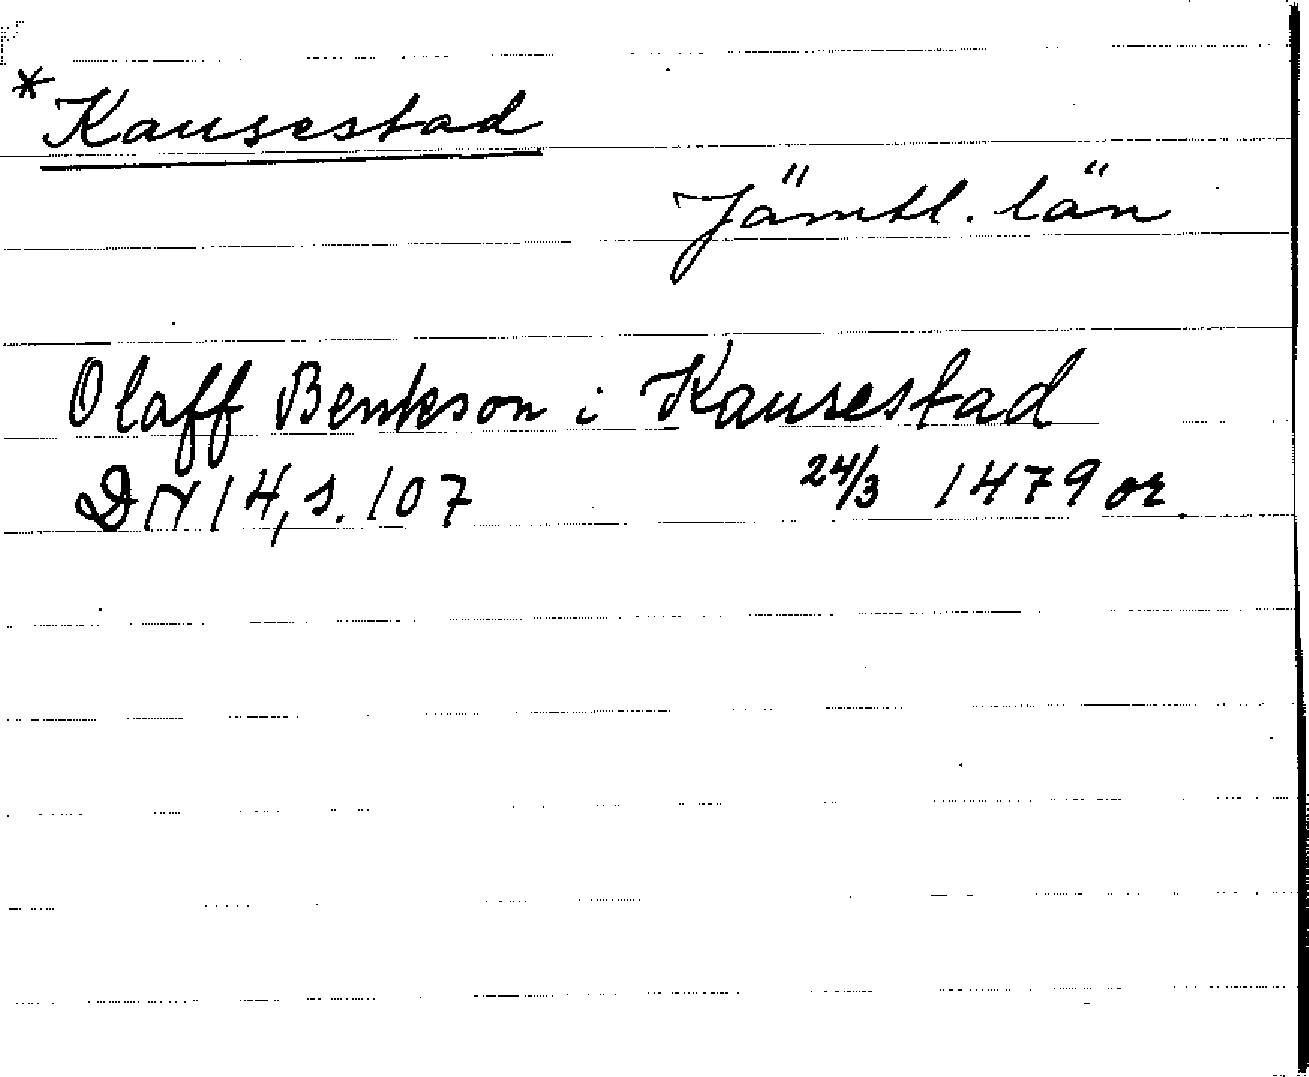 *Kausestad
Jämtl. län
Olaff Benkson i Kausestad
DN 14, s. 107 24/3 1479 or.